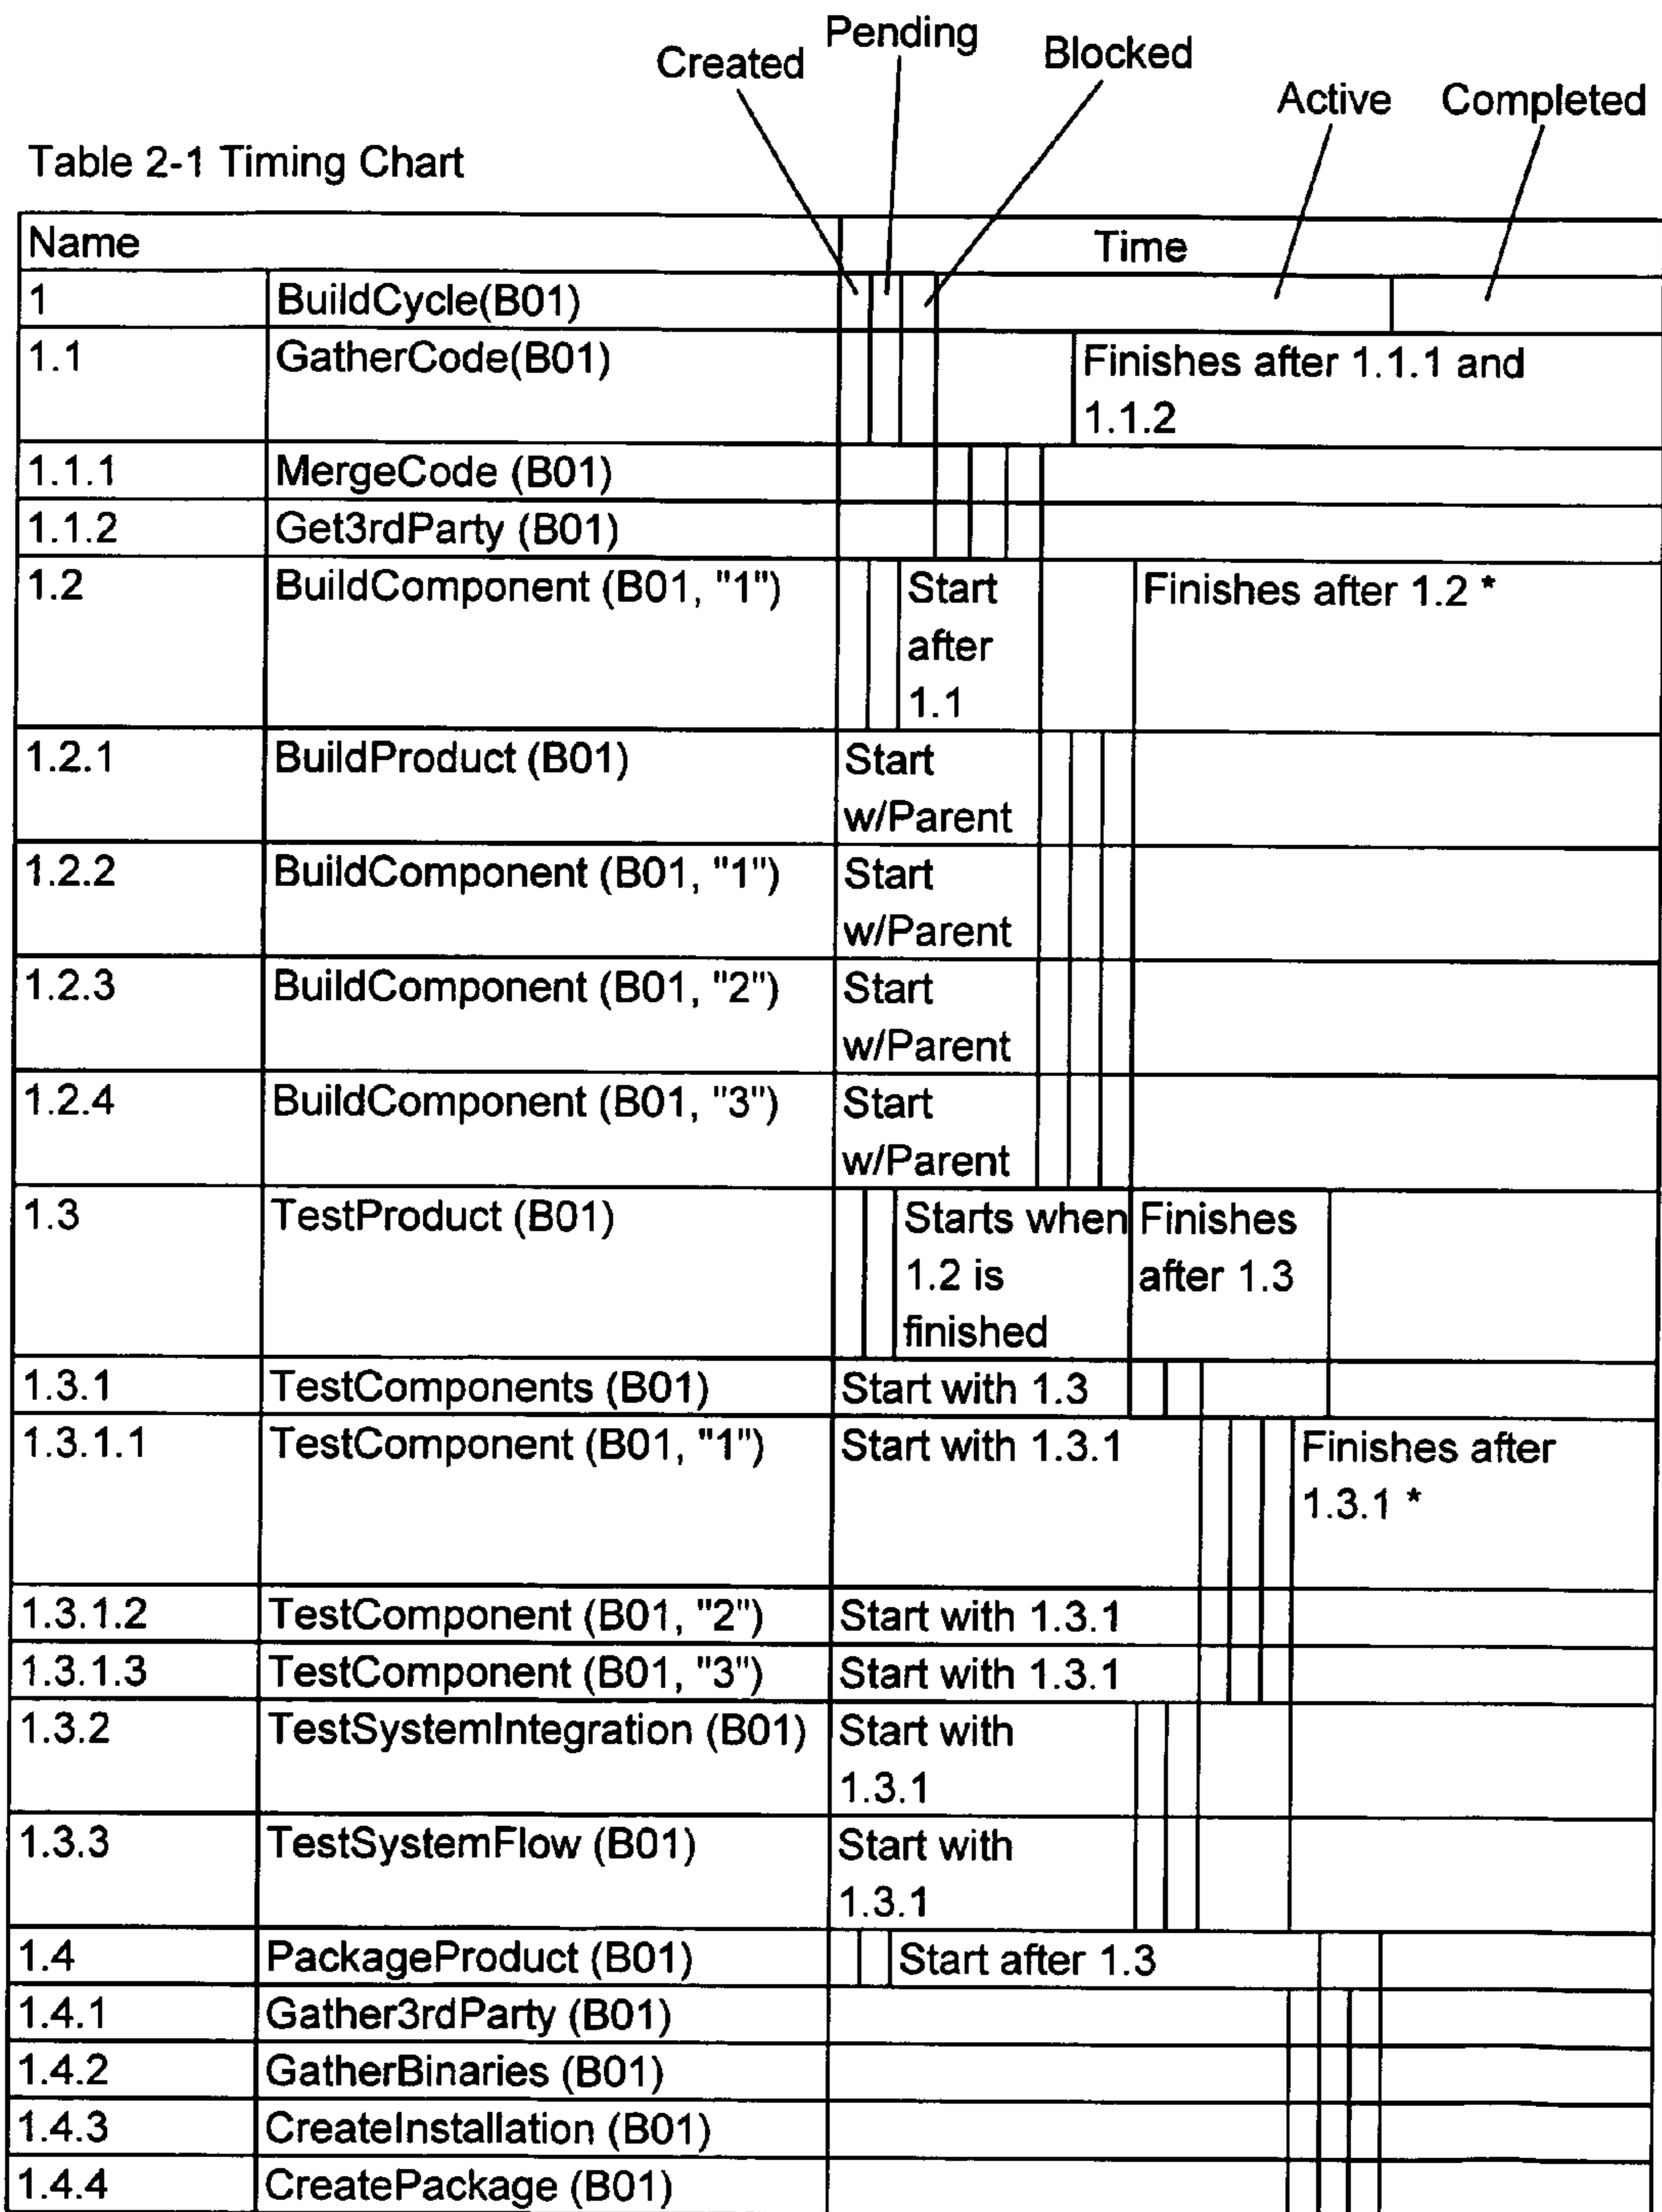 Pending
Created
Blocked
Active Completed
Table 2-1 Timing Chart
Name Time
1 BuildCycle(B01)
1.1 GatherCode(B01) Finishes after 1.1.1 and
1.1.2
1.1.1 MergeCode (B01)
1.1.2 Get3rdParty (B01)
1.2 BuildComponent (B01, "1") Start Finishes after 1.2 *
after
1.1
1.2.1 BuildProduct (B01) Start
w/Parent
1.2.2 BuildComponent (B01, "1") Start
w/Parent
1.2.3 BuildComponent (B01, "2") Start
w/Parent
1.2.4 BuildComponent (B01, "3") Start
w/Parent
1.3 TestProduct (B01) Starts when Finishes
1.2 is after 1.3
finished
1.3.1 TestComponents (B01) Start with 1.3
1.3.1.1 TestComponent (B01, "1") Start with 1.3.1 Finishes after
1.3.1 *
1.3.1.2 TestComponent (B01, "2") Start with 1.3.1
1.3.1.3 TestComponent (B01, "3") Start with 1.3.1
1.3.2 TestSystemIntegration (B01) Start with
1.3.1
1.3.3 TestSystemFlow (B01) Start with
1.3.1
1.4 PackageProduct (B01) Start after 1.3
1.4.1 Gather3rdParty (B01)
1.4.2 GatherBinaries (B01)
1.4.3 CreateInstallation (B01)
1.4.4 CreatePackage (B01)